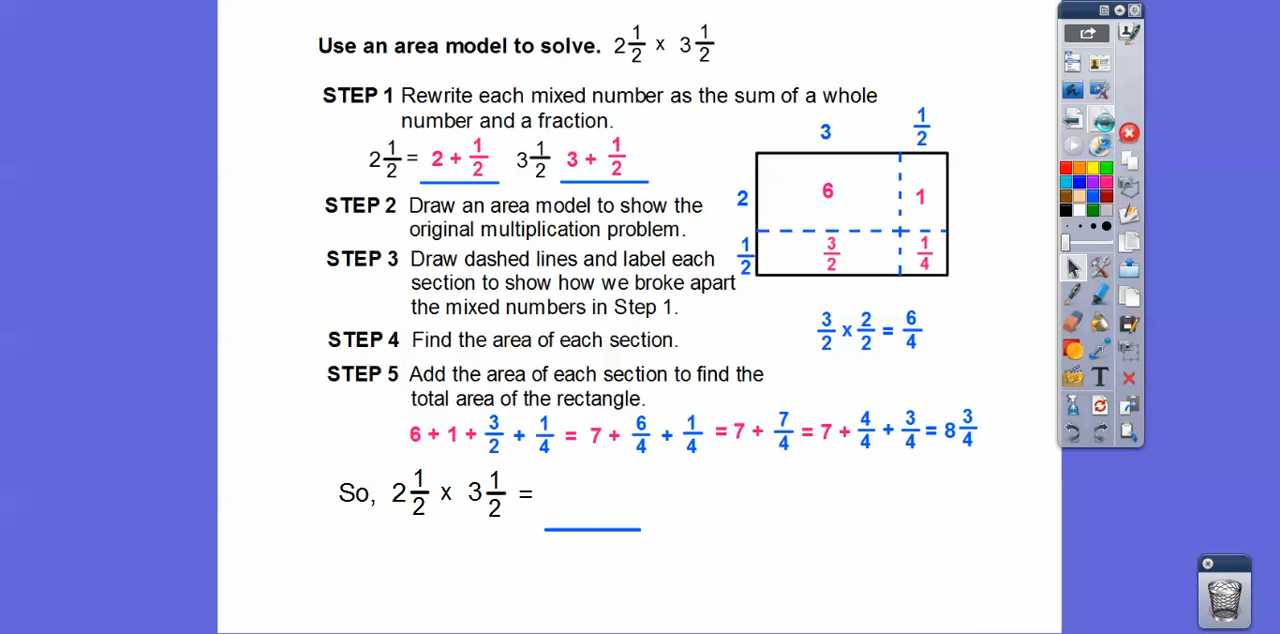 Use an area model to solve. 2 1/2 x 3 1/2
STEP 1 Rewrite each mixed number as the sum of a whole
number and a fraction.
2 1/2 = 2 + 1/2 3 1/2 3 + 1/2
STEP 2 Draw an area model to show the
original multiplication problem.
STEP 3 Draw dashed lines and label each
section to show how we broke apart
the mixed numbers in Step 1.
STEP 4 Find the area of each section.
STEP 5 Add the area of each section to find the
total area of the rectangle.
6 + 1 + 3/2 + 1/4 = 7 + 6/4 + 1/4 = 7 + 7/4 = 7 + 4/4 + 3/4 = 8 3/4
So, 2 1/2 x 3 1/2 =
3 1/2
2 6 1
1/2 3/2 1/4
3/2 x 2/2 = 6/4
T